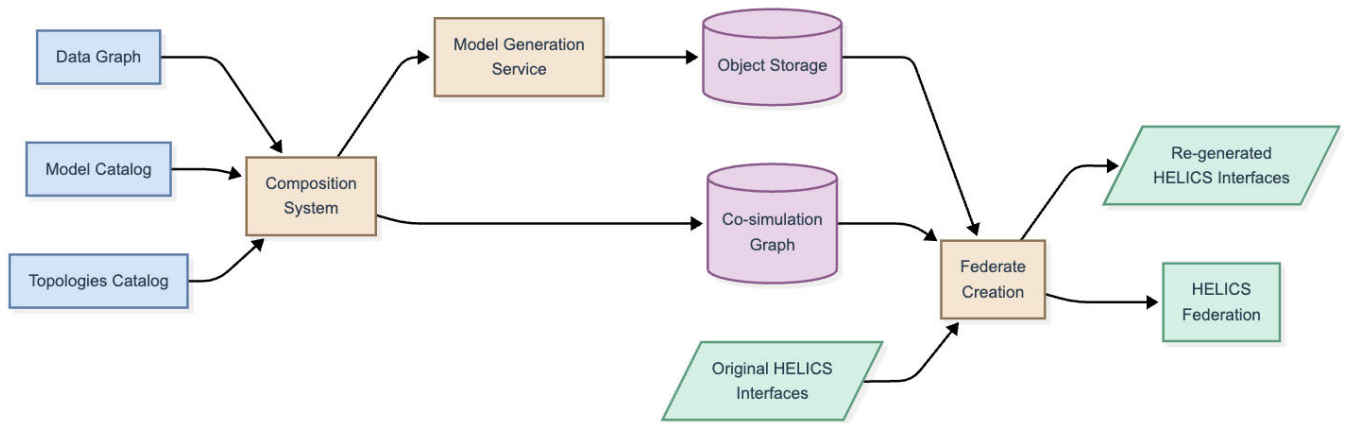 Data Graph
Model Catalog
Topologies Catalog
Composition
System
Model Generation
Service
Object Storage
Co-simulation
Graph
Original HELICS
Interfaces
Federate
Creation
Re-generated
HELICS Interfaces
HELICS
Federation